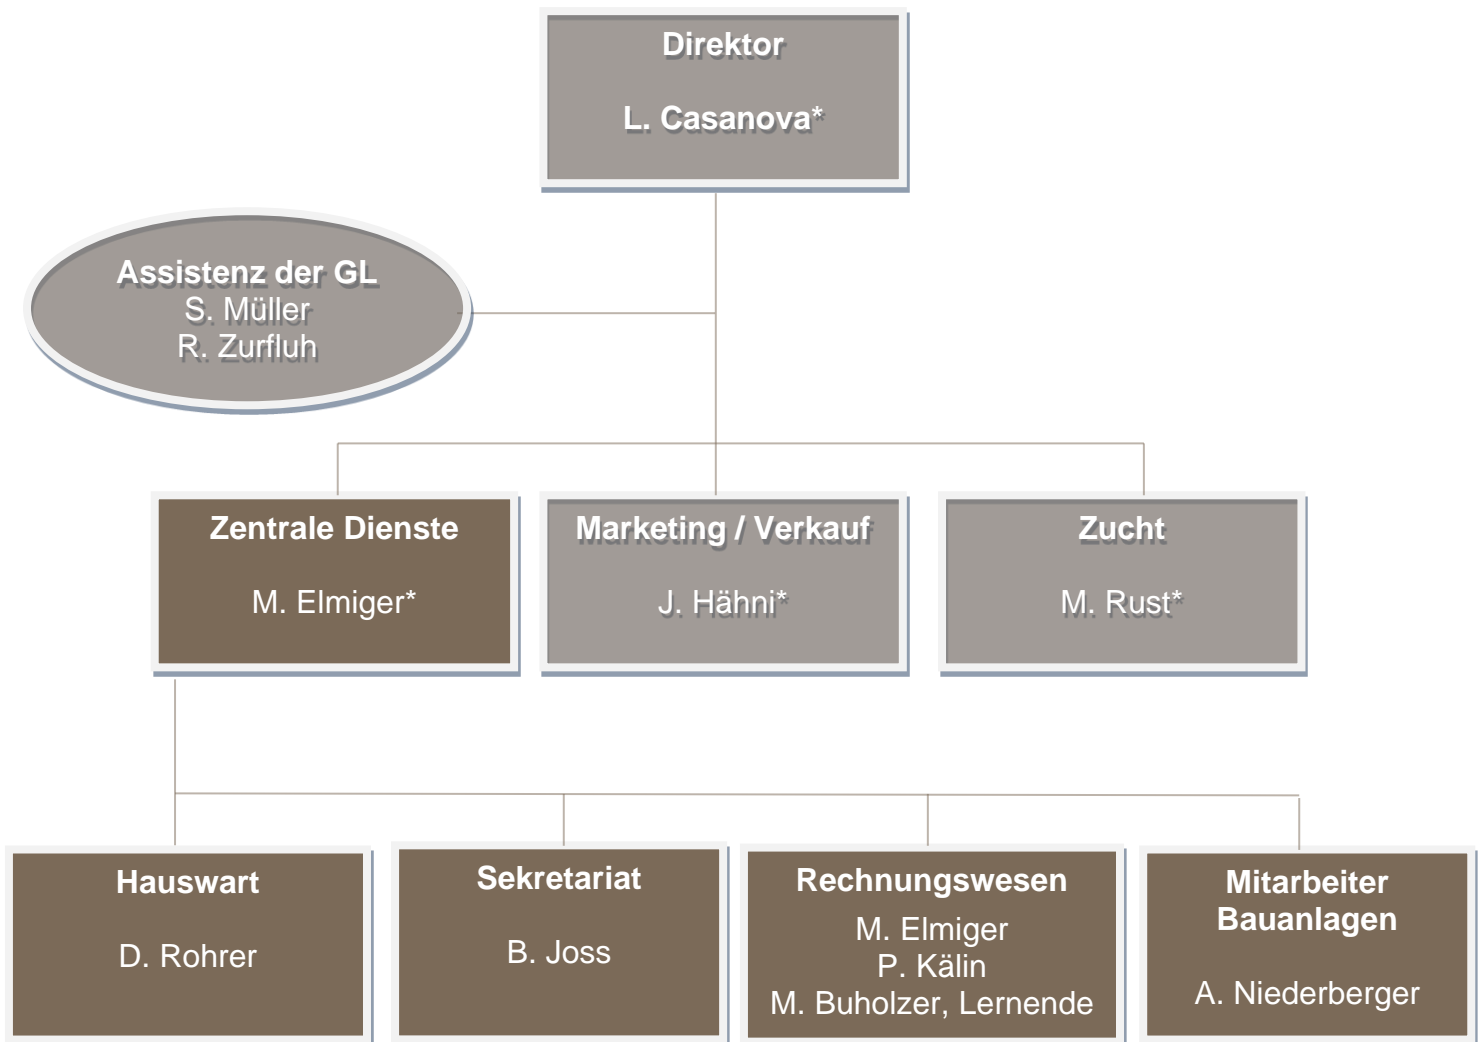 Direktor
L. Casanova*
Assistenz der GL
S. Müller
R. Zurfluh
Zentrale Dienste
M. Elmiger*
Marketing / Verkauf
J. Hähni*
Zucht
M. Rust*
Hauswart
D. Rohrer
Sekretariat
B. Joss
Rechnungswesen
M. Elmiger
P. Kälin
M. Buholzer, Lernende
Mitarbeiter
Bauanlagen
A. Niederberger